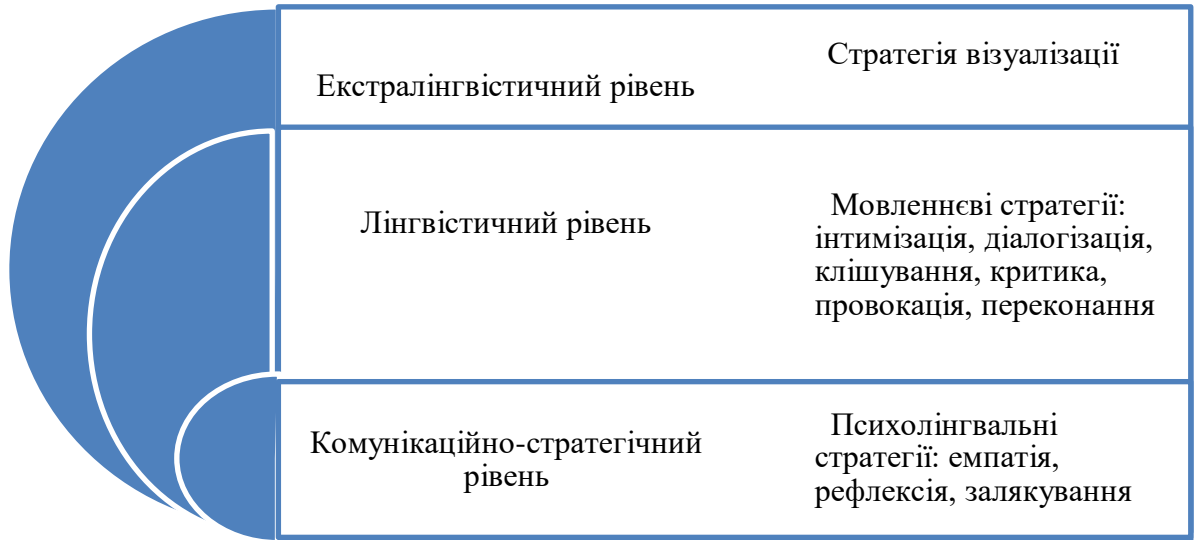 Екстралінгвістичний рівень
Стратегія візуалізації
Лінгвістичний рівень
Мовленнєві стратегії:
інтимізація, діалогізація,
клішування, критика,
провокація, переконання
Комунікаційно-стратегічний
рівень
Психолінгвальні
стратегії: емпатія,
рефлексія, залякування